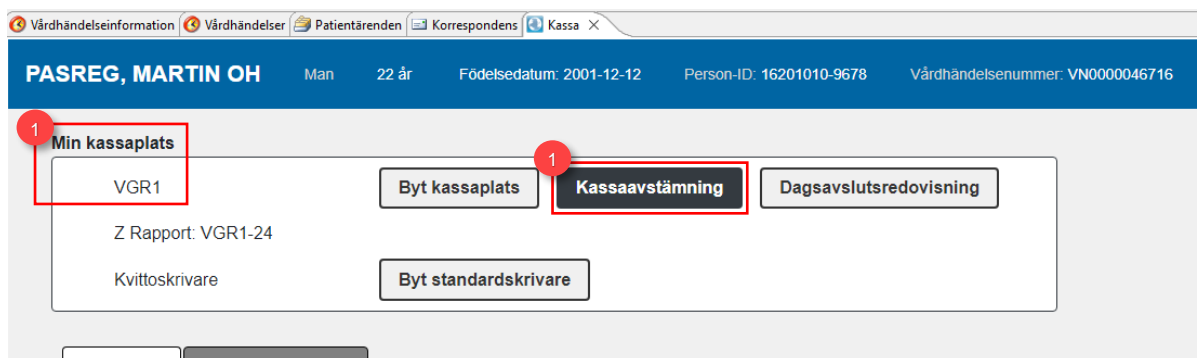 Vårdhändelseinformation Vårdhändelser Patientärenden Korrespondens Kassa
PASREG, MARTIN OH Man 22 år Födelsedatum: 2001-12-12 Person-ID: 16201010-9678 Vårdhändelsenummer: VN0000046716
1
Min kassaplats
1
VGR1 Byt kassaplats Kassaavstämning Dagsavslutsredovisning
Z Rapport: VGR1-24
Kvittoskrivare Byt standardskrivare